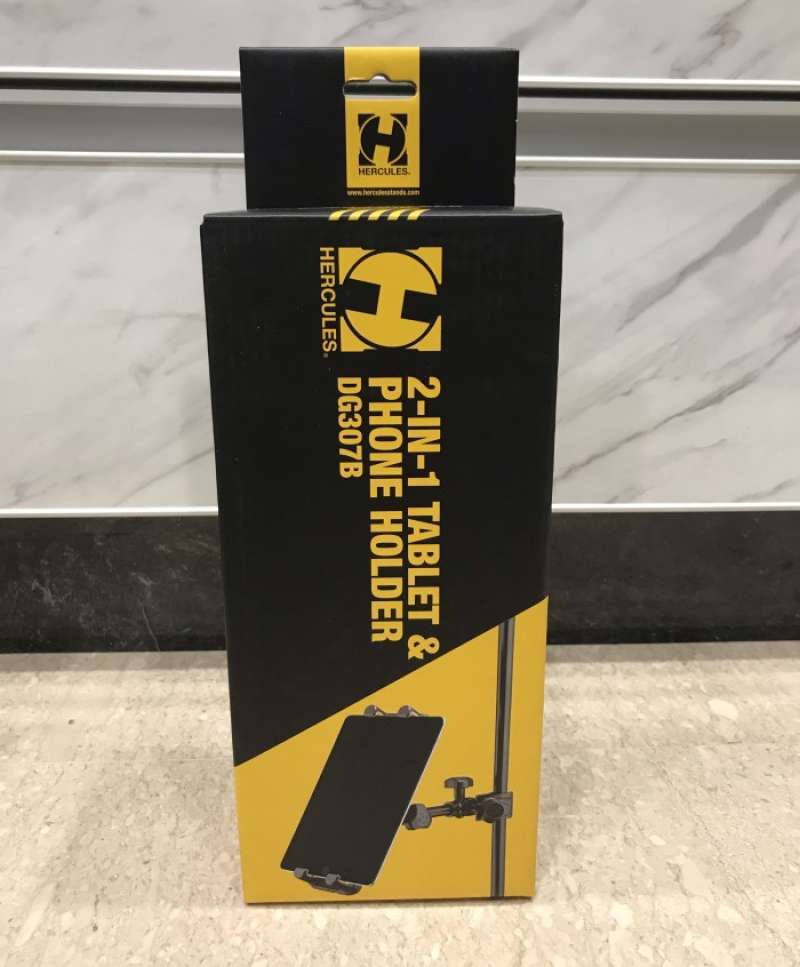 H
HERCULES®
www.herculesstands.com
H
HERCULES®
2-IN-1 TABLET &
PHONE HOLDER
DG307B